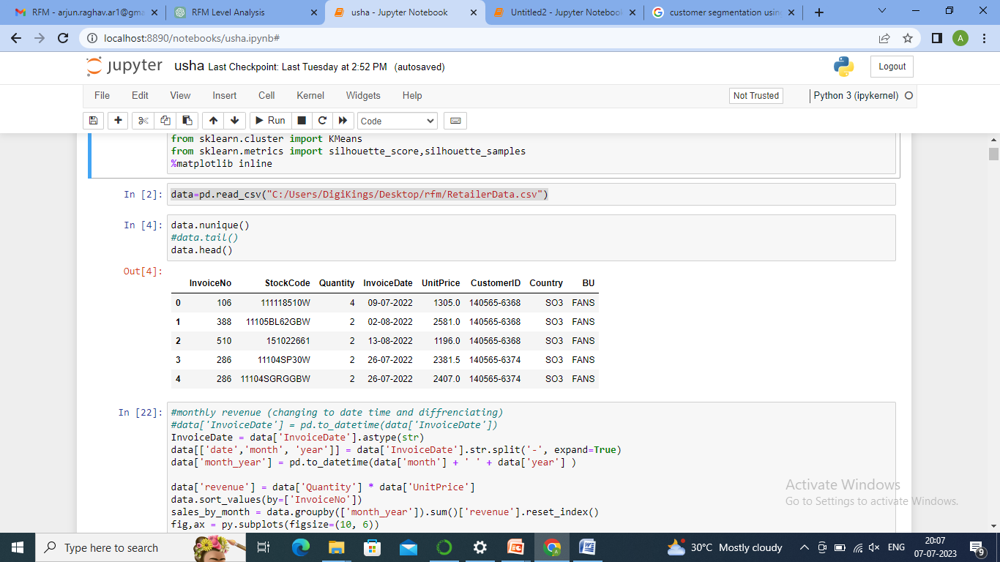 RFM - arjun.raghav.ar1@gma
RFM Level Analysis
usha - Jupyter Notebook
Untitled2 - Jupyter Notebook
customer segmentation using
localhost:8890/notebooks/usha.ipynb#
A
jupyter usha Last Checkpoint: Last Tuesday at 2:52 PM (autosaved)
Logout
File Edit View Insert Cell Kernel Widgets Help
Not Trusted
Python 3 (ipykernel)
Run
Code
from sklearn.cluster import KMeans
from sklearn.metrics import silhouette_score,silhouette_samples
%matplotlib inline
In [2]: data=pd.read_csv("C:/Users/DigiKings/Desktop/rfm/RetailerData.csv")
In [4]: data.nunique()
#data.tail()
data.head()
Out[4]:
InvoiceNo StockCode Quantity InvoiceDate UnitPrice CustomerID Country BU
0 106 111118510W 4 09-07-2022 1305.0 140565-6368 SO3 FANS
1 388 11105BL62GBW 2 02-08-2022 2581.0 140565-6368 SO3 FANS
2 510 151022661 2 13-08-2022 1196.0 140565-6368 SO3 FANS
3 286 11104SP30W 2 26-07-2022 2381.5 140565-6374 SO3 FANS
4 286 11104SGRGGBW 2 26-07-2022 2407.0 140565-6374 SO3 FANS
In [22]: #monthly revenue (changing to date time and diffrenciating)
#data['InvoiceDate'] = pd.to_datetime(data['InvoiceDate'])
InvoiceDate = data['InvoiceDate'].astype(str)
data[['date','month', 'year']] = data['InvoiceDate'].str.split('-', expand=True)
data['month_year'] = pd.to_datetime(data['month'] + ' ' + data['year'] )
data['revenue'] = data['Quantity'] * data['UnitPrice']
data.sort_values(by=['InvoiceNo'])
sales_by_month = data.groupby(['month_year']).sum()['revenue'].reset_index()
fig,ax = py.subplots(figsize=(10, 6))
Activate Windows
Go to Settings to activate Windows.
Type here to search
30°C Mostly cloudy
ENG
20:07
07-07-2023
9